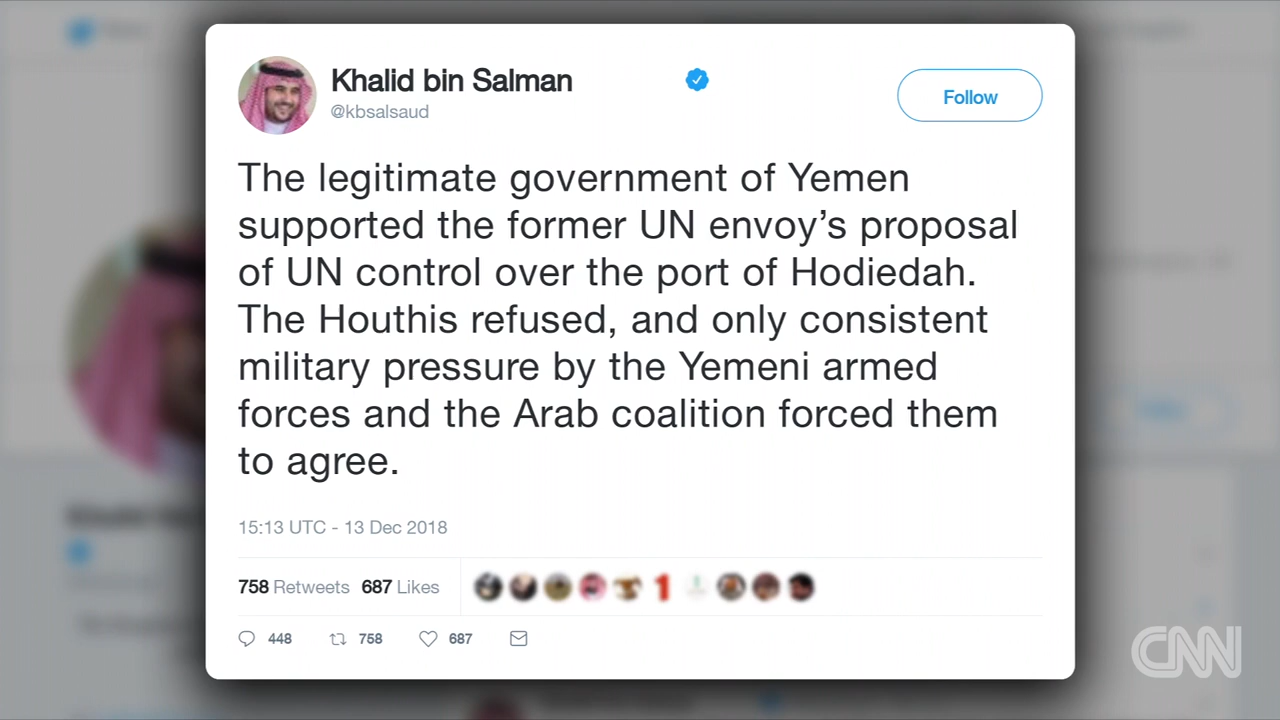 Khalid bin Salman
@kbsalsaud
Follow
The legitimate government of Yemen
supported the former UN envoy’s proposal
of UN control over the port of Hodiedah.
The Houthis refused, and only consistent
military pressure by the Yemeni armed
forces and the Arab coalition forced them
to agree.
15:13 UTC - 13 Dec 2018
758 Retweets 687 Likes
1
448 758 687
CNN